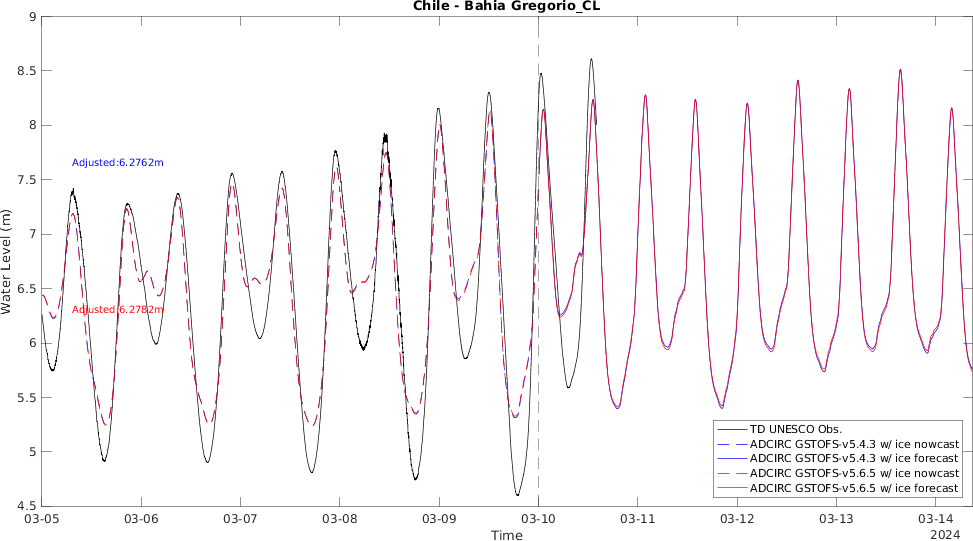 Chile - Bahia Gregorio_CL
9
8.5
8
7.5
7
6.5
6
5.5
5
4.5
Water Level (m)
Adjusted:6.2762m
Adjusted:6.2782m
TD UNESCO Obs.
ADCIRC GSTOFS-v5.4.3 w/ ice nowcast
ADCIRC GSTOFS-v5.4.3 w/ ice forecast
ADCIRC GSTOFS-v5.6.5 w/ ice nowcast
ADCIRC GSTOFS-v5.6.5 w/ ice forecast
03-05 03-06 03-07 03-08 03-09 03-10 03-11 03-12 03-13 03-14
Time
2024